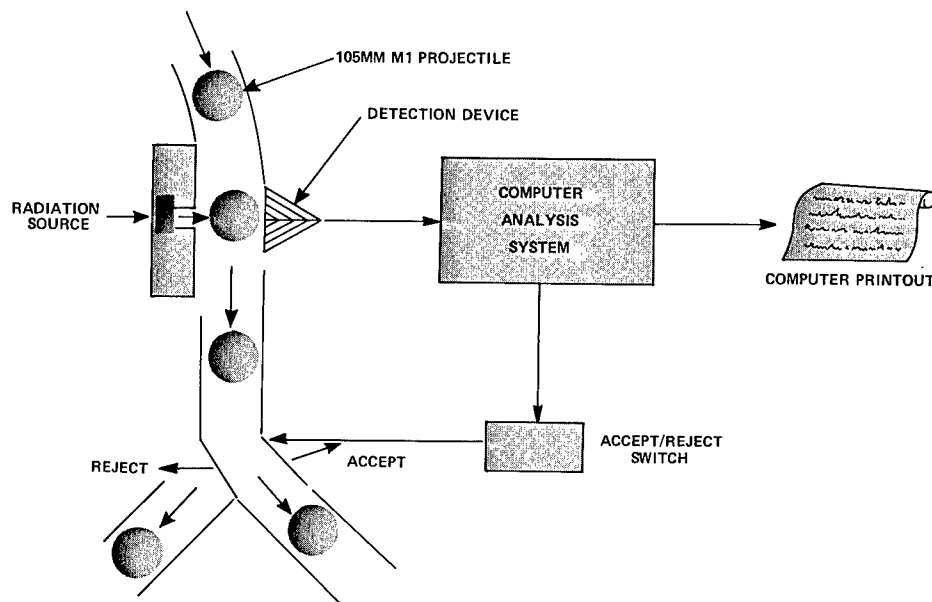 105MM M1 PROJECTILE
DETECTION DEVICE
RADIATION
SOURCE
COMPUTER
ANALYSIS
SYSTEM
COMPUTER PRINTOUT
ACCEPT/REJECT
SWITCH
REJECT
ACCEPT